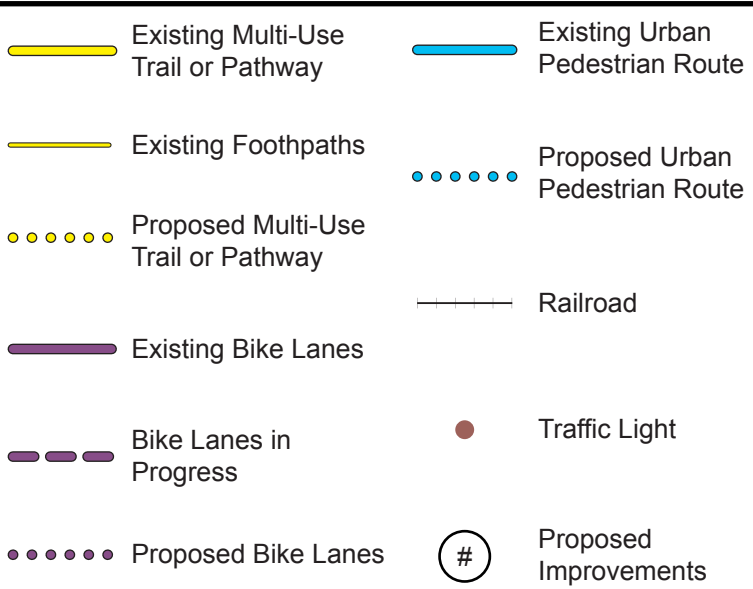 Existing Multi-Use
Trail or Pathway
Existing Foothpaths
Proposed Multi-Use
Trail or Pathway
Existing Bike Lanes
Bike Lanes in
Progress
Proposed Bike Lanes
Existing Urban
Pedestrian Route
Proposed Urban
Pedestrian Route
Railroad
Traffic Light
#
Proposed
Improvements